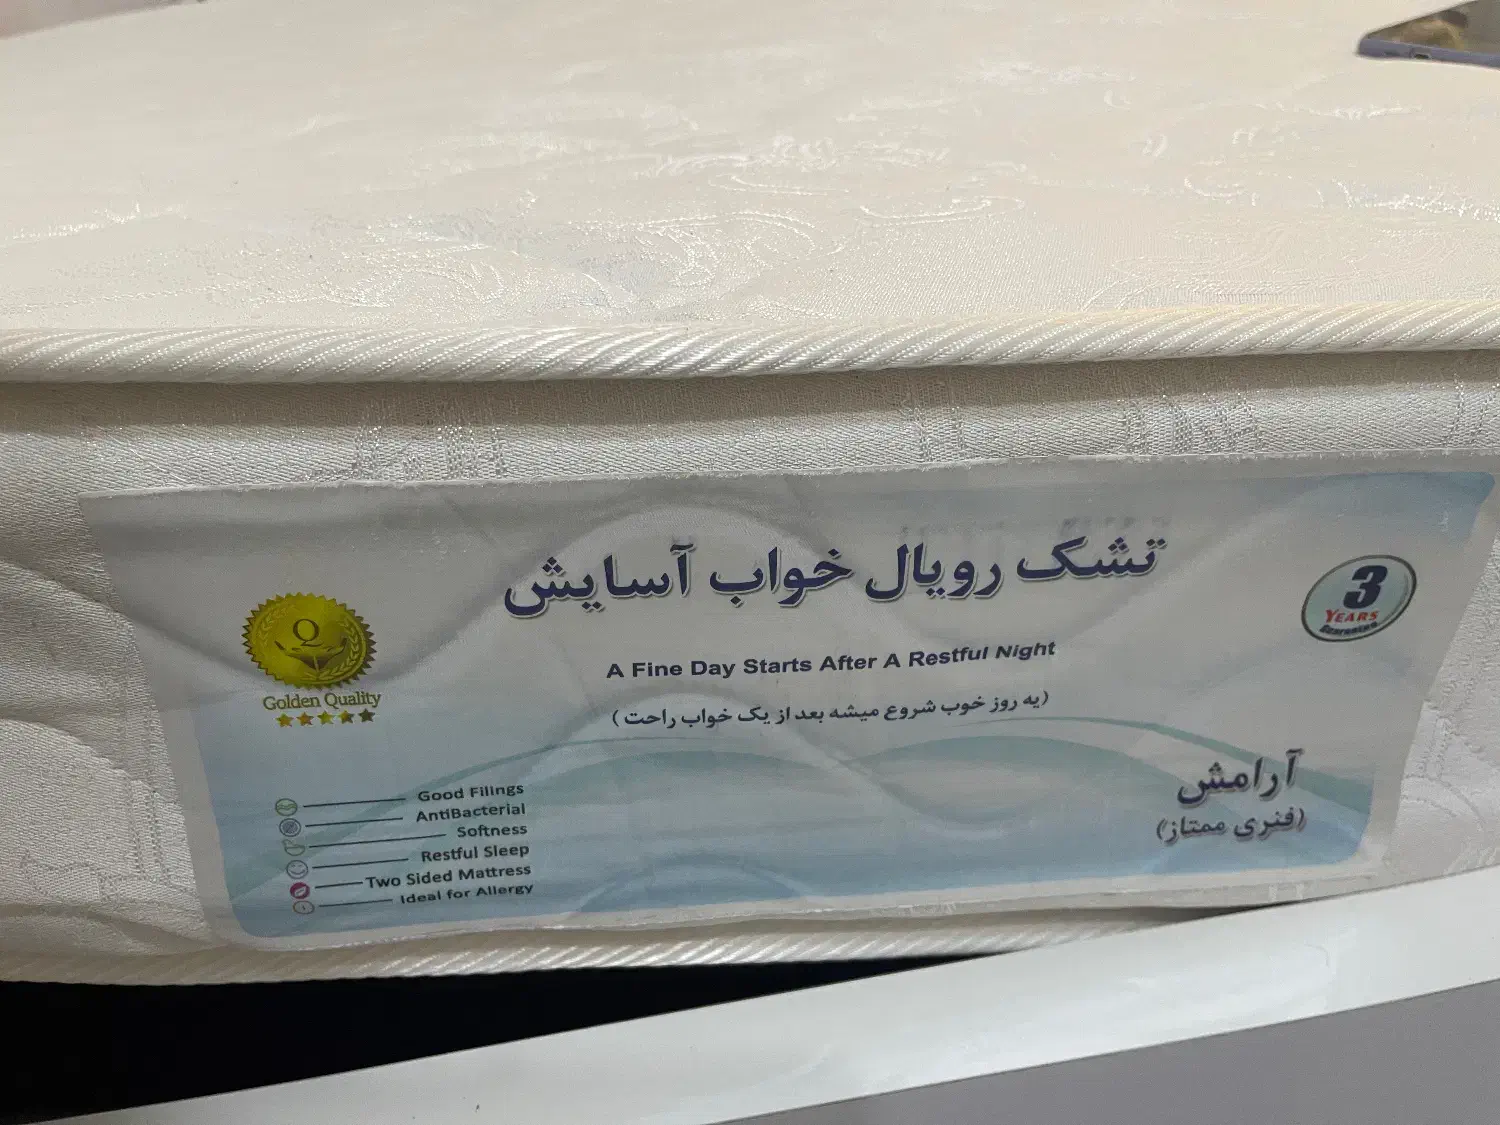 تشک رویال خواب آسایش
A Fine Day Starts After A Restful Night
(یه روز خوب شروع میشه بعد از یک خواب راحت)
3
YEARS
Guarantee
Q
Golden Quality
Good Filings
AntiBacterial
Softness
Restful Sleep
Two Sided Mattress
Ideal for Allergy
آرامش
(فنری ممتاز)